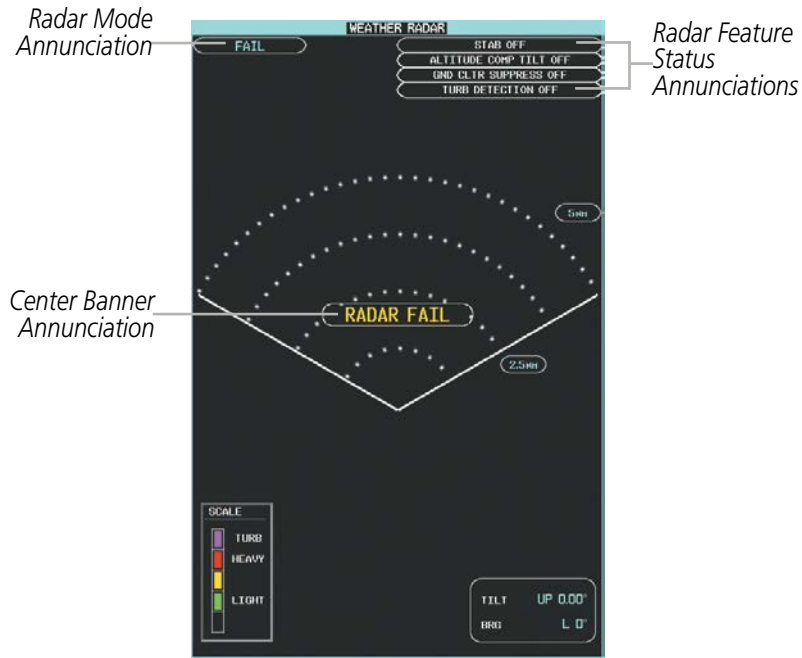 WEATHER RADAR
Radar Mode
Annunciation
FAIL
STAB OFF
ALTITUDE COMP TILT OFF
GND CLTR SUPPRESS OFF
TURB DETECTION OFF
Radar Feature
Status
Annunciations
5NM
Center Banner
Annunciation
RADAR FAIL
2.5NM
SCALE
TURB
HEAVY
LIGHT
TILT UP 0.00°
BRG L 0°